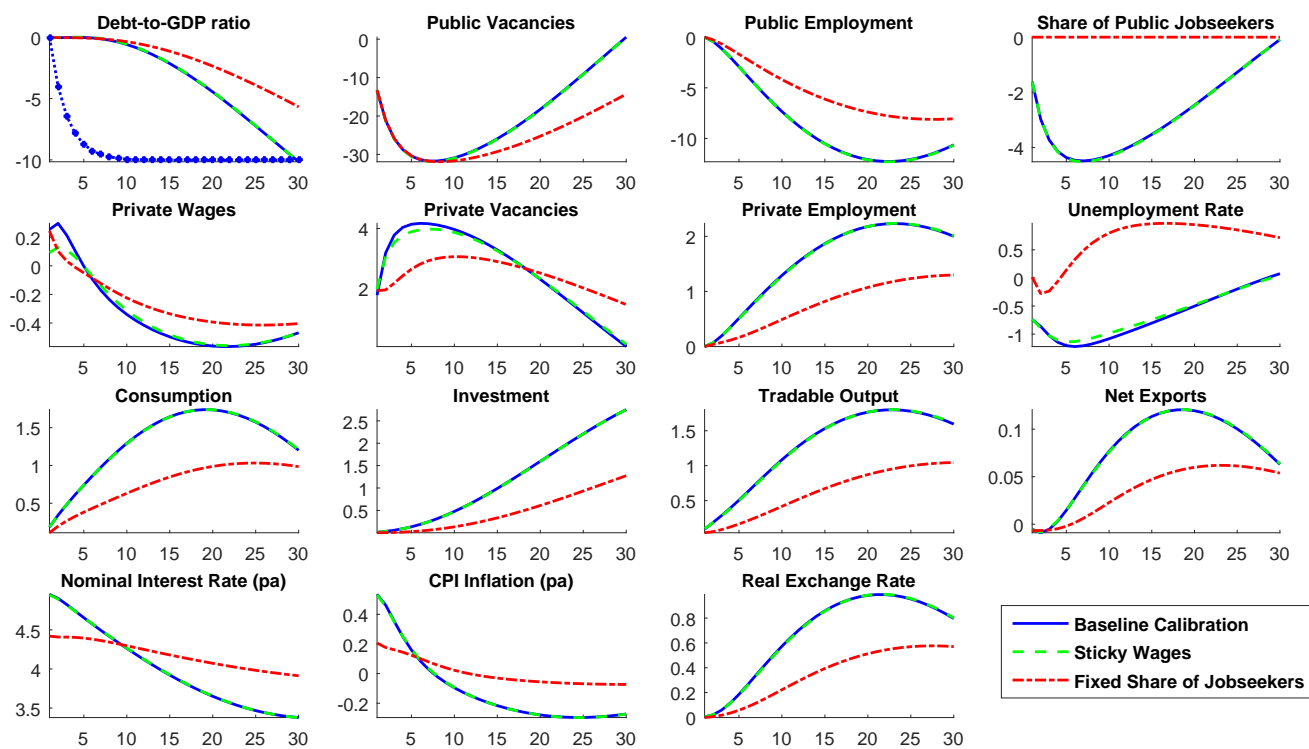 Debt-to-GDP ratio
0
-5
-10
5 10 15 20 25 30
Public Vacancies
0
-10
-20
-30
5 10 15 20 25 30
Public Employment
0
-5
-10
5 10 15 20 25 30
Share of Public Jobseekers
0
-2
-4
5 10 15 20 25 30
Private Wages
0.2
0
-0.2
-0.4
5 10 15 20 25 30
Private Vacancies
4
2
5 10 15 20 25 30
Private Employment
2
1
0
5 10 15 20 25 30
Unemployment Rate
0.5
0
-0.5
-1
5 10 15 20 25 30
Consumption
1.5
1
0.5
5 10 15 20 25 30
Investment
2.5
2
1.5
1
0.5
5 10 15 20 25 30
Tradable Output
1.5
1
0.5
5 10 15 20 25 30
Net Exports
0.1
0.05
0
5 10 15 20 25 30
Nominal Interest Rate (pa)
4.5
4
3.5
5 10 15 20 25 30
CPI Inflation (pa)
0.4
0.2
0
-0.2
5 10 15 20 25 30
Real Exchange Rate
0.8
0.6
0.4
0.2
0
5 10 15 20 25 30
Baseline Calibration
Sticky Wages
Fixed Share of Jobseekers